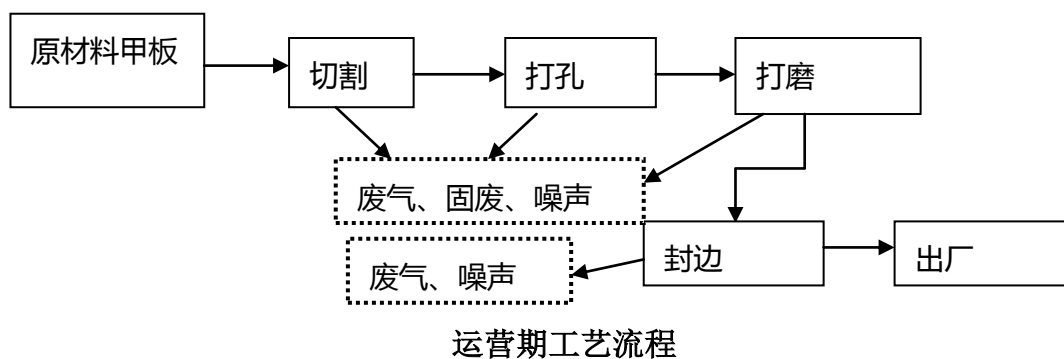 原材料甲板
切割
打孔
打磨
废气、固废、噪声
封边
出厂
废气、噪声
运营期工艺流程